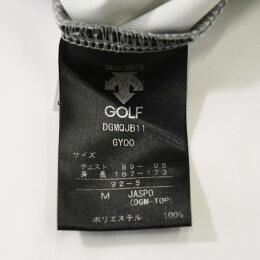 DESCENTE
GOLF
DGMQJB11
GY00
サイズ
チェスト 89～95
身長 167～173
92-5
M JASPO
(DGM-TOP)
ポリエステル 100%